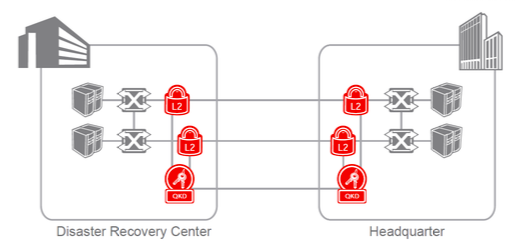 L2
L2
L2
L2
QKD
QKD
Disaster Recovery Center
Headquarter